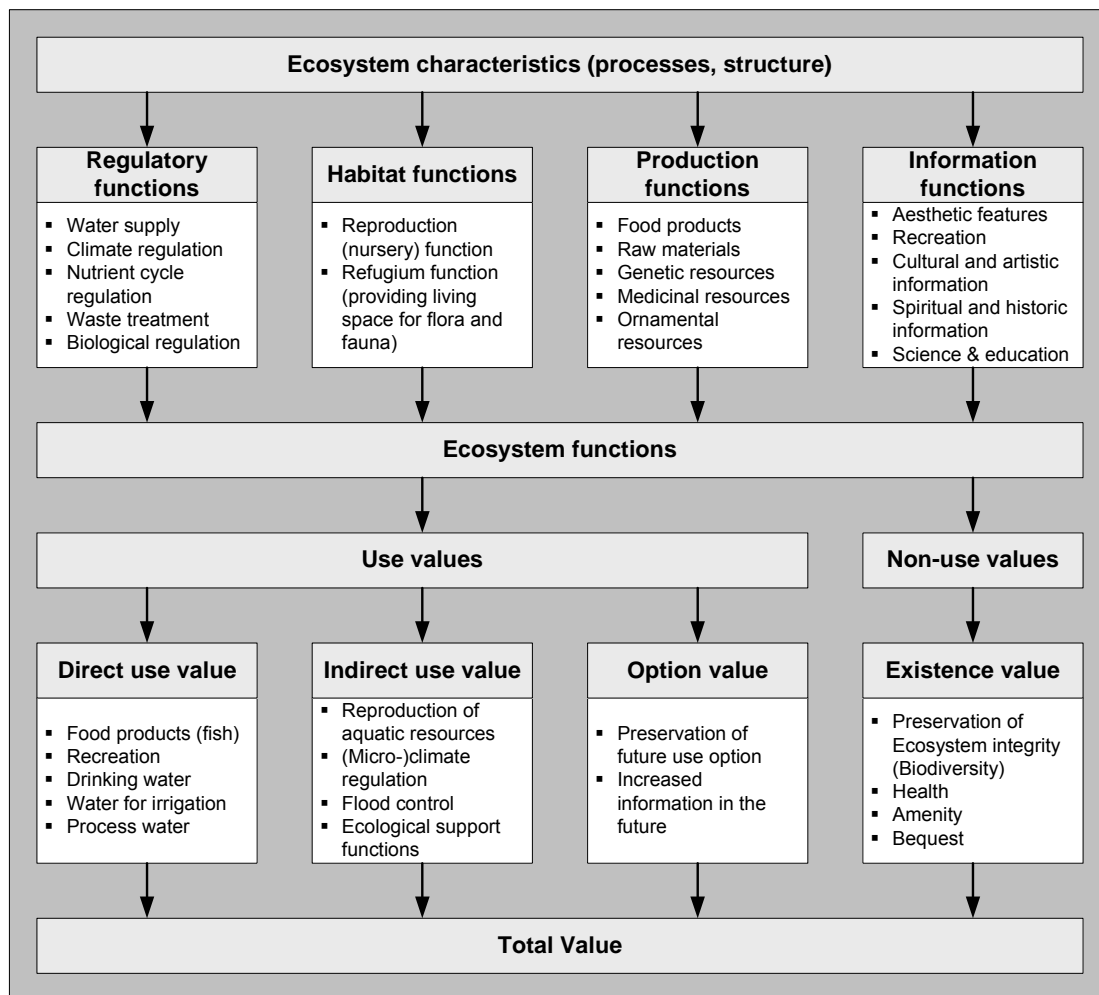 Ecosystem characteristics (processes, structure)
Regulatory
functions
▪ Water supply
▪ Climate regulation
▪ Nutrient cycle
regulation
▪ Waste treatment
▪ Biological regulation
Habitat functions
▪ Reproduction
(nursery) function
▪ Refugium function
(providing living
space for flora and
fauna)
Production
functions
▪ Food products
▪ Raw materials
▪ Genetic resources
▪ Medicinal resources
▪ Ornamental
resources
Information
functions
▪ Aesthetic features
▪ Recreation
▪ Cultural and artistic
information
▪ Spiritual and historic
information
▪ Science & education
Ecosystem functions
Use values
Non-use values
Direct use value
▪ Food products (fish)
▪ Recreation
▪ Drinking water
▪ Water for irrigation
▪ Process water
Indirect use value
▪ Reproduction of
aquatic resources
▪ (Micro-)climate
regulation
▪ Flood control
▪ Ecological support
functions
Option value
▪ Preservation of
future use option
▪ Increased
information in the
future
Existence value
▪ Preservation of
Ecosystem integrity
(Biodiversity)
▪ Health
▪ Amenity
▪ Bequest
Total Value